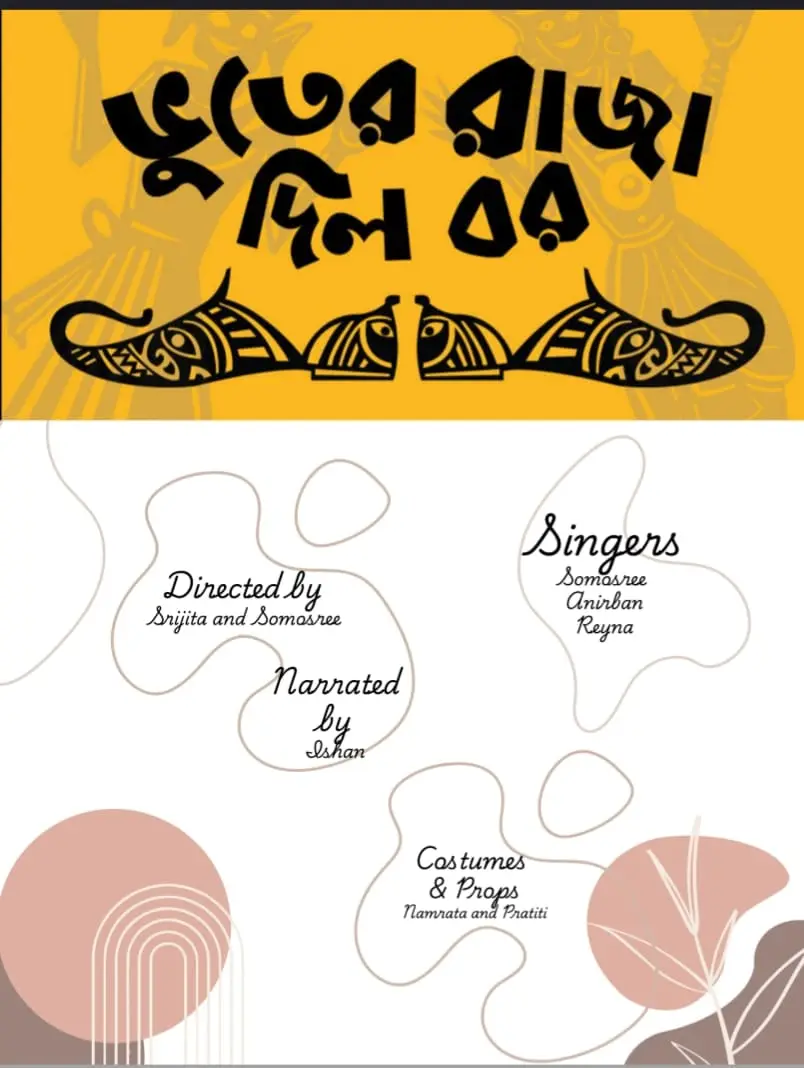 ভুতের রাজা
দিল বর
Directed by
Srijita and Somosree
Narrated
by
Ishan
Singers
Somosree
Anirban
Reyna
Costumes
& Props
Namrata and Pratiti